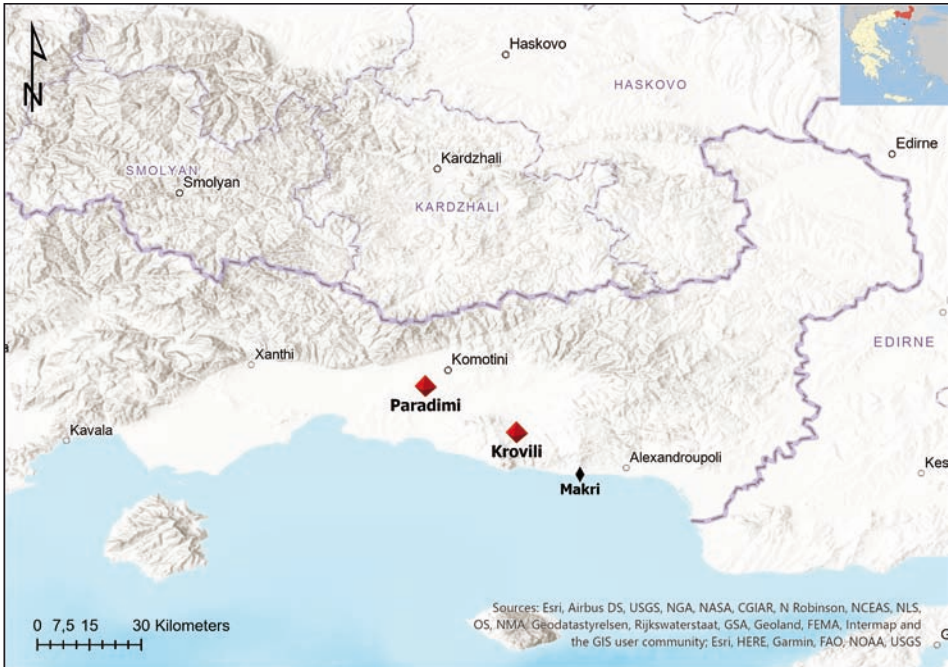 N
Haskovo
HASKOVO
Edirne
Kardzhali
SMOLYAN
Smolyan
KARDZHALI
EDIRNE
Xanthi
Komotini
Paradimi
Kavala
Krovili
Alexandroupoli
Kes
Makri
Sources: Esri, Airbus DS, USGS, NGA, NASA, CGIAR, N Robinson, NCEAS, NLS,
OS, NMA, Geodatastyrelsen, Rijkswaterstaat, GSA, Geoland, FEMA, Intermap and
the GIS user community; Esri, HERE, Garmin, FAO, NOAA, USGS
0 7,5 15 30 Kilometers